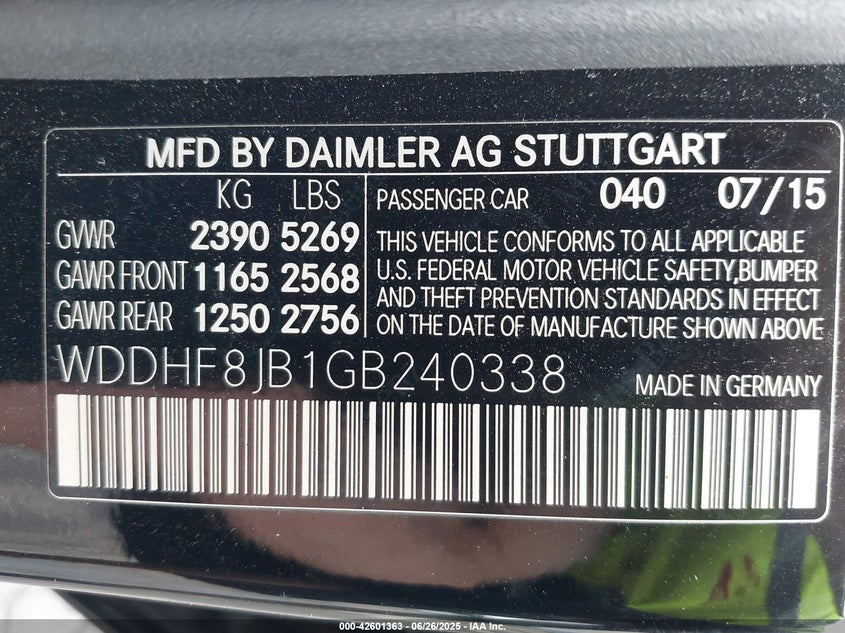 MFD BY DAIMLER AG STUTTGART
KG LBS
GVWR 2390 5269
GAWR FRONT 1165 2568
GAWR REAR 1250 2756
PASSENGER CAR 040 07/15
THIS VEHICLE CONFORMS TO ALL APPLICABLE
U.S. FEDERAL MOTOR VEHICLE SAFETY,BUMPER
AND THEFT PREVENTION STANDARDS IN EFFECT
ON THE DATE OF MANUFACTURE SHOWN ABOVE
WDDHF8JB1GB240338 MADE IN GERMANY
000-42601363 - 06/26/2025 - IAA Inc.